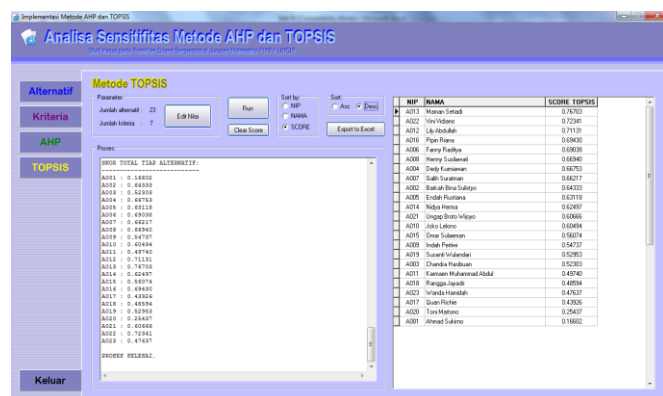 Implementasi Metode AHP dan TOPSIS
Analisa Sensitifitas Metode AHP dan TOPSIS
Alternatif
Kriteria
AHP
TOPSIS
Keluar
Metode TOPSIS
Parameter:
Jumlah alternatif : 23
Jumlah kriteria : 7
Edit Nilai
Run
Clear Score
Sort by:
NIP
NAMA
SCORE
Sort:
Asc Desc
Export to Excel
Proses:
SKOR TOTAL TIAP ALTERNATIF:
A001 : 0.16602
A002 : 0.64333
A003 : 0.52303
A004 : 0.66753
A005 : 0.63118
A006 : 0.69038
A007 : 0.66217
A008 : 0.66940
A009 : 0.54737
A010 : 0.60494
A011 : 0.49740
A012 : 0.71131
A013 : 0.76703
A014 : 0.62497
A015 : 0.56074
A016 : 0.69430
A017 : 0.43926
A018 : 0.48594
A019 : 0.52953
A020 : 0.25437
A021 : 0.60666
A022 : 0.72341
A023 : 0.47637
PROSES SELESAI.
NIP NAMA SCORE TOPSIS
A013 Maman Setiadi 0.76703
A022 Vini Vidiano 0.72341
A012 Lily Abdullah 0.71131
A016 Pipin Riana 0.69430
A006 Fanny Raditya 0.69038
A008 Henny Susilawati 0.66940
A004 Dedy Kurniawan 0.66753
A007 Galih Suratman 0.66217
A002 Barkah Bina Sulistyo 0.64333
A005 Endah Rustiana 0.63118
A014 Nidya Herma 0.62497
A021 Ungap Broto Wijoyo 0.60666
A010 Joko Lelono 0.60494
A015 Omar Sulaeman 0.56074
A009 Indah Pertiwi 0.54737
A019 Susanti Wulandari 0.52953
A003 Chandra Hasibuan 0.52303
A011 Karmaen Muhammad Abdul 0.49740
A018 Rangga Jayadi 0.48594
A023 Wanda Hamidah 0.47637
A017 Quan Richie 0.43926
A020 Toni Martono 0.25437
A001 Ahmad Sukirno 0.16602